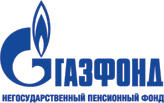 ГАЗФОНД
НЕГОСУДАРСТВЕННЫЙ ПЕНСИОННЫЙ ФОНД